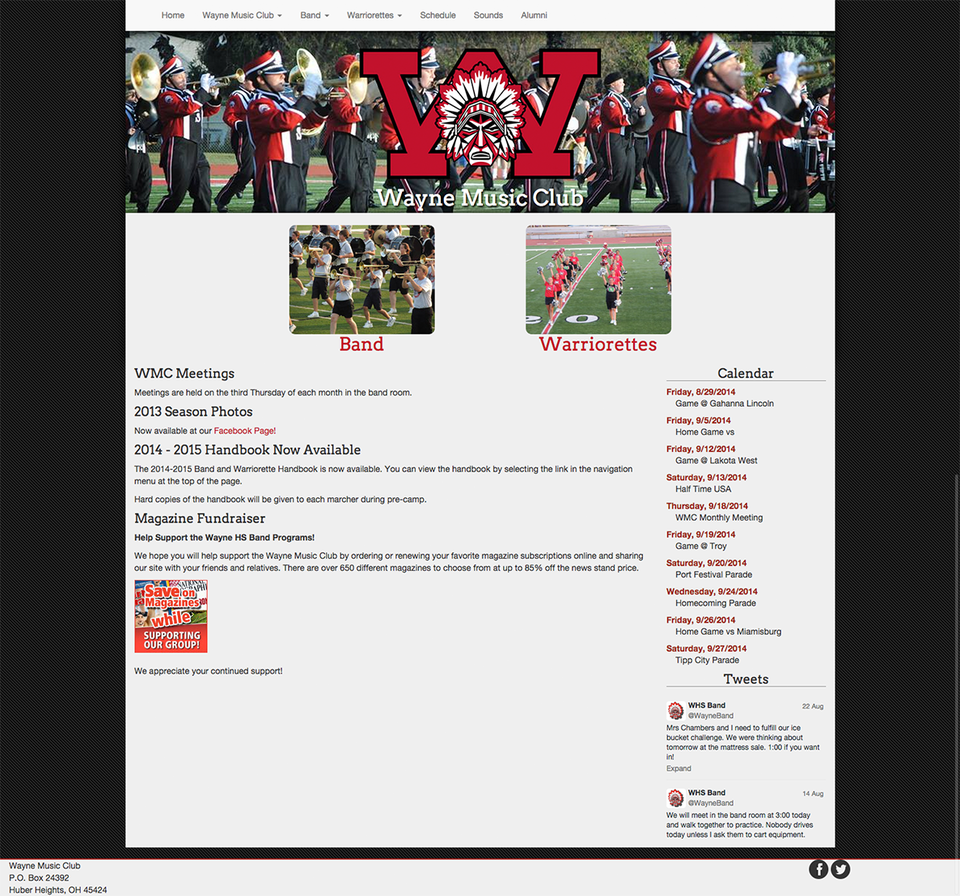 Home Wayne Music Club Band Warriorettes Schedule Sounds Alumni
W
Wayne Music Club
Band
Warriorettes
WMC Meetings
Meetings are held on the third Thursday of each month in the band room.
2013 Season Photos
Now available at our Facebook Page!
2014 - 2015 Handbook Now Available
The 2014-2015 Band and Warriorette Handbook is now available. You can view the handbook by selecting the link in the navigation
menu at the top of the page.
Hard copies of the handbook will be given to each marcher during pre-camp.
Magazine Fundraiser
Help Support the Wayne HS Band Programs!
We hope you will help support the Wayne Music Club by ordering or renewing your favorite magazine subscriptions online and sharing
our site with your friends and relatives. There are over 650 different magazines to choose from at up to 85% off the news stand price.
Save on
Magazines
while
SUPPORTING
OUR GROUP!
We appreciate your continued support!
Calendar
Friday, 8/29/2014
Game @ Gahanna Lincoln
Friday, 9/5/2014
Home Game vs
Friday, 9/12/2014
Game @ Lakota West
Saturday, 9/13/2014
Half Time USA
Thursday, 9/18/2014
WMC Monthly Meeting
Friday, 9/19/2014
Game @ Troy
Saturday, 9/20/2014
Port Festival Parade
Wednesday, 9/24/2014
Homecoming Parade
Friday, 9/26/2014
Home Game vs Miamisburg
Saturday, 9/27/2014
Tipp City Parade
Tweets
WHS Band 22 Aug
@WayneBand
Mrs Chambers and I need to fulfill our ice
bucket challenge. We were thinking about
tomorrow at the mattress sale. 1:00 if you want
in!
Expand
WHS Band 14 Aug
@WayneBand
We will meet in the band room at 3:00 today
and walk together to practice. Nobody drives
today unless I ask them to cart equipment.
Wayne Music Club
P.O. Box 24392
Huber Heights, OH 45424